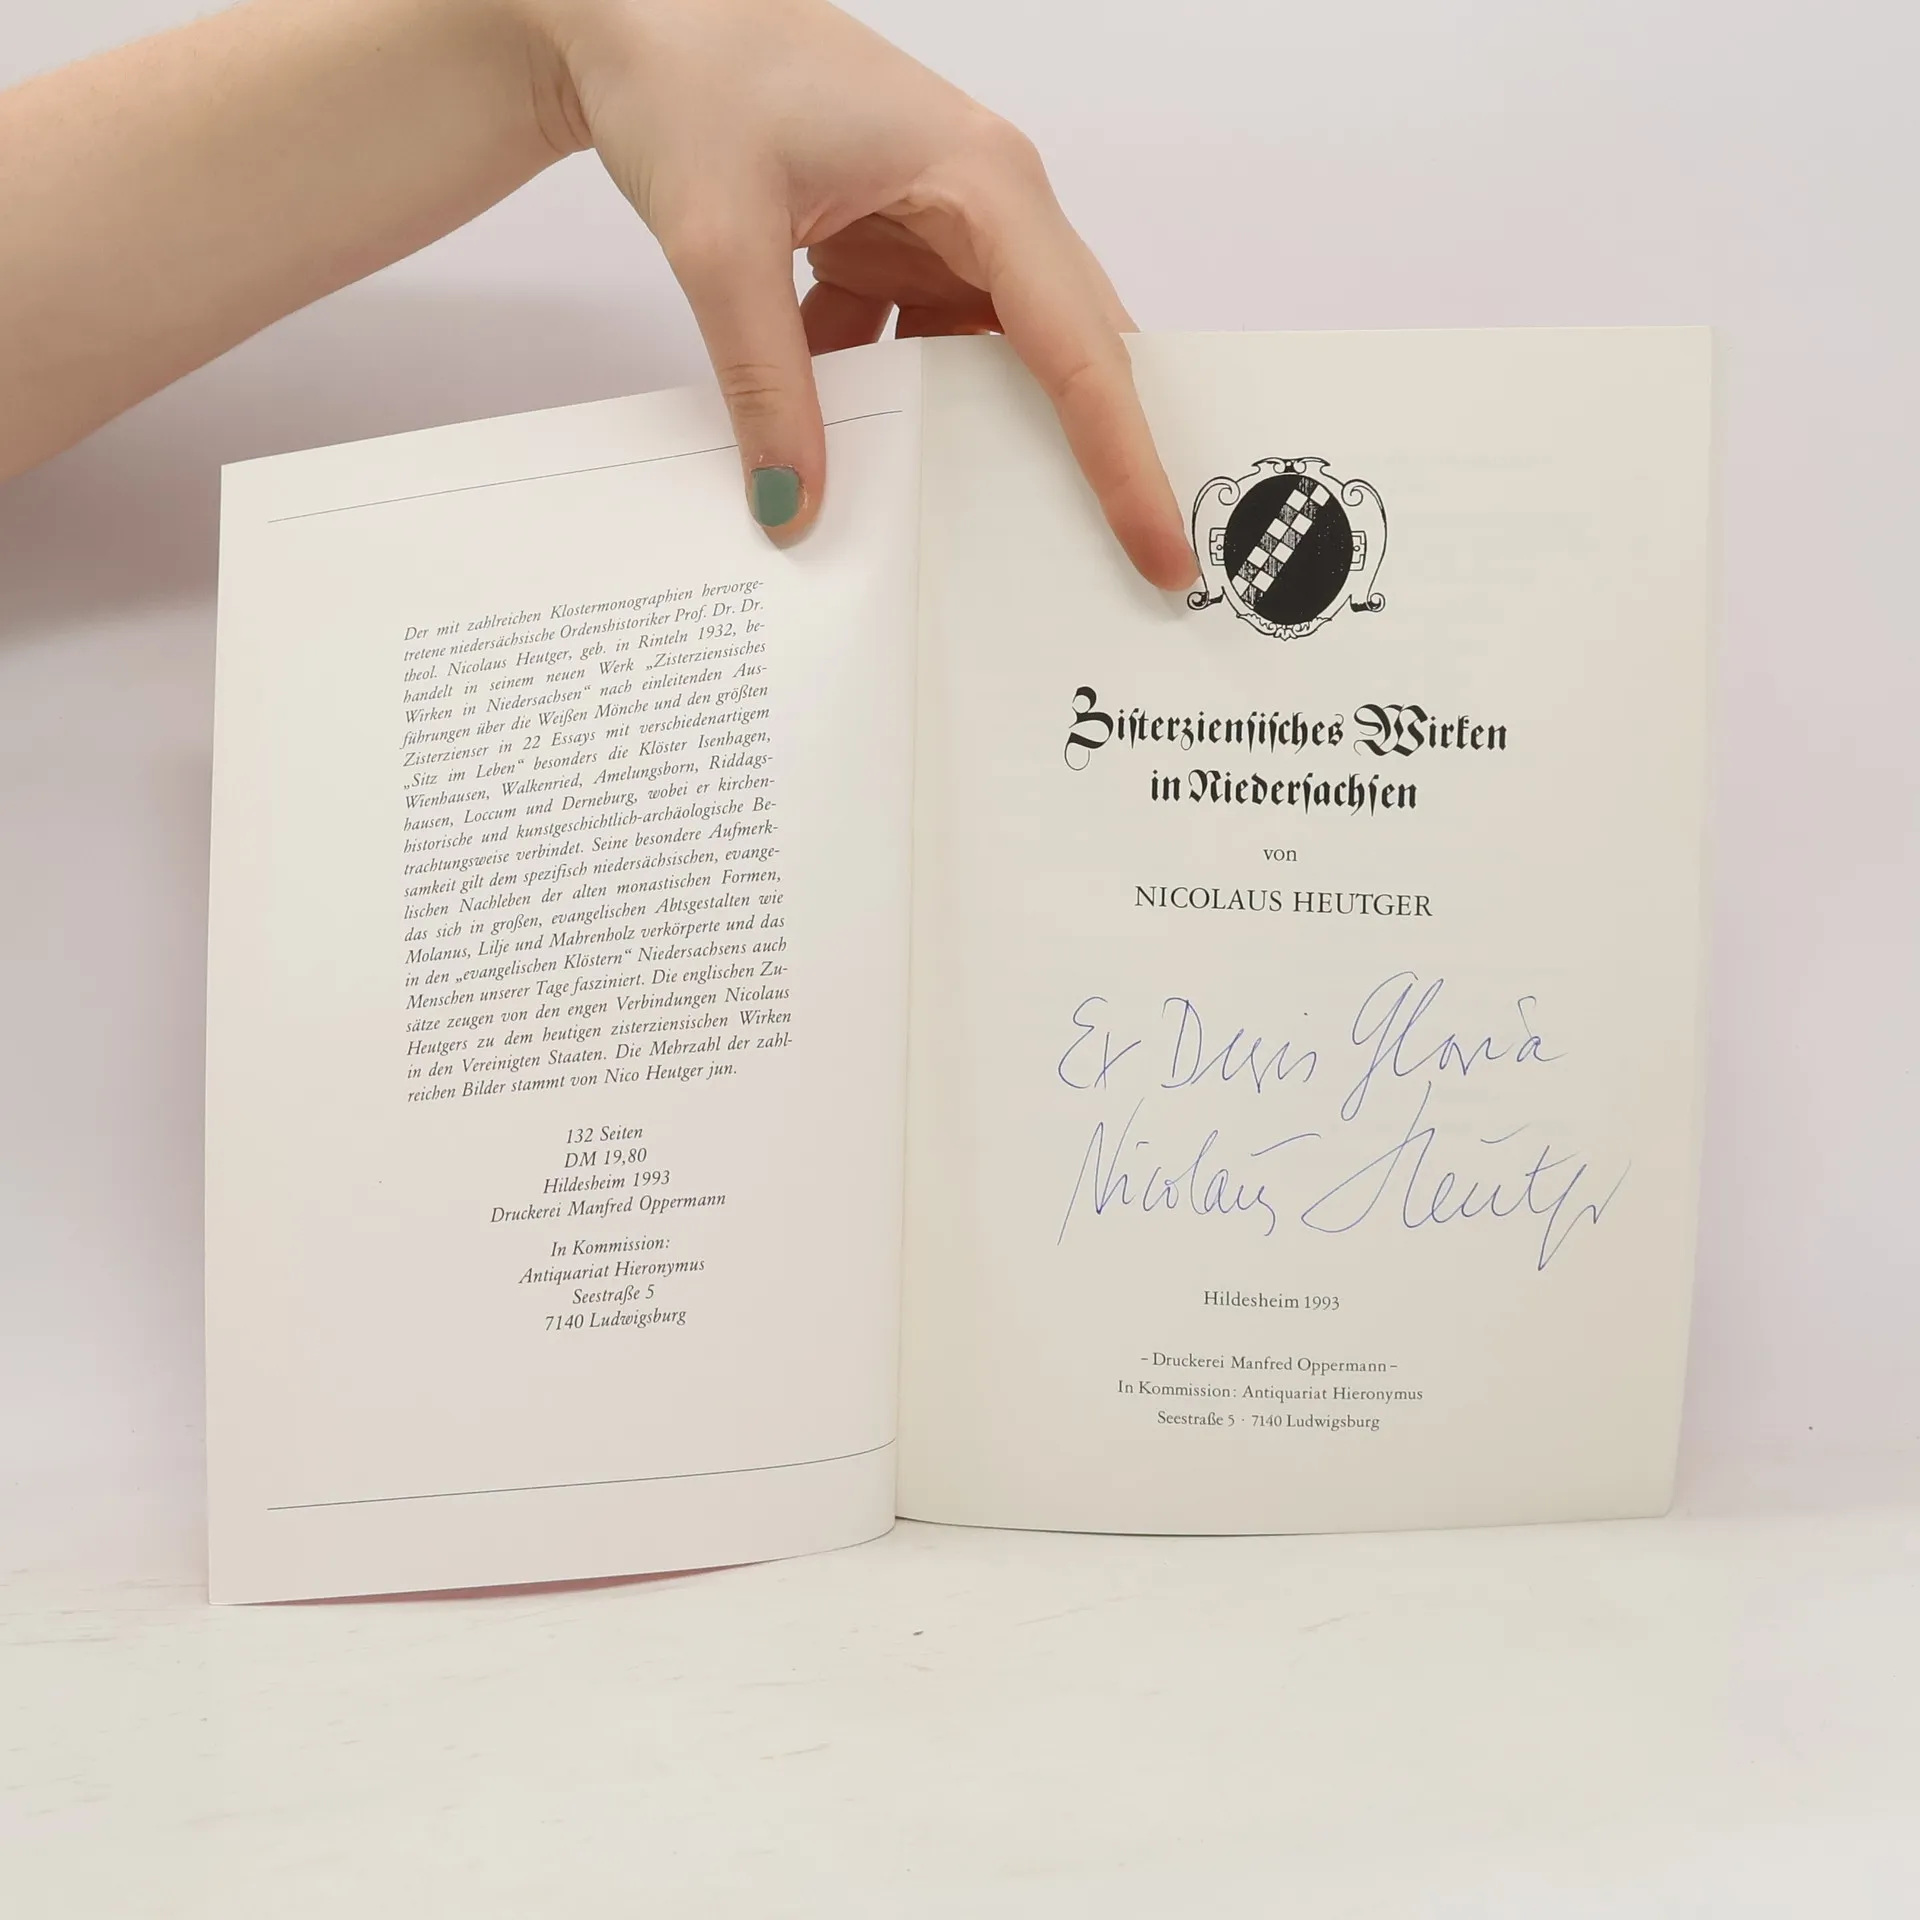 Der mit zahlreichen Klostermonographien hervorge-
tretene niedersächsische Ordenshistoriker Prof. Dr. Dr.
theol. Nicolaus Heutger, geb. in Rinteln 1932, be-
handelt in seinem neuen Werk „Zisterziensisches
Wirken in Niedersachsen“ nach einleitenden Aus-
führungen über die Weißen Mönche und den größten
Zisterzienser in 22 Essays mit verschiedenartigem
„Sitz im Leben“ besonders die Klöster Isenhagen,
Wienhausen, Walkenried, Amelungsborn, Riddags-
hausen, Loccum und Derneburg, wobei er kirchen-
historische und kunstgeschichtlich-archäologische Be-
trachtungsweise verbindet. Seine besondere Aufmerk-
samkeit gilt dem spezifisch niedersächsischen, evange-
lischen Nachleben der alten monastischen Formen,
das sich in großen, evangelischen Abtsgestalten wie
Molanus, Lilje und Mahrenholz verkörperte und das
in den „evangelischen Klöstern“ Niedersachsens auch
Menschen unserer Tage fasziniert. Die englischen Zu-
sätze zeugen von den engen Verbindungen Nicolaus
Heutgers zu dem heutigen zisterziensischen Wirken
in den Vereinigten Staaten. Die Mehrzahl der zahl-
reichen Bilder stammt von Nico Heutger jun.
132 Seiten
DM 19,80
Hildesheim 1993
Druckerei Manfred Oppermann
In Kommission:
Antiquariat Hieronymus
Seestraße 5
7140 Ludwigsburg
Zisterziensisches Wirken
in Niedersachsen
von
NICOLAUS HEUTGER
Ex Gloria
Nicolaus Heutger
Hildesheim 1993
– Druckerei Manfred Oppermann –
In Kommission: Antiquariat Hieronymus
Seestraße 5 · 7140 Ludwigsburg